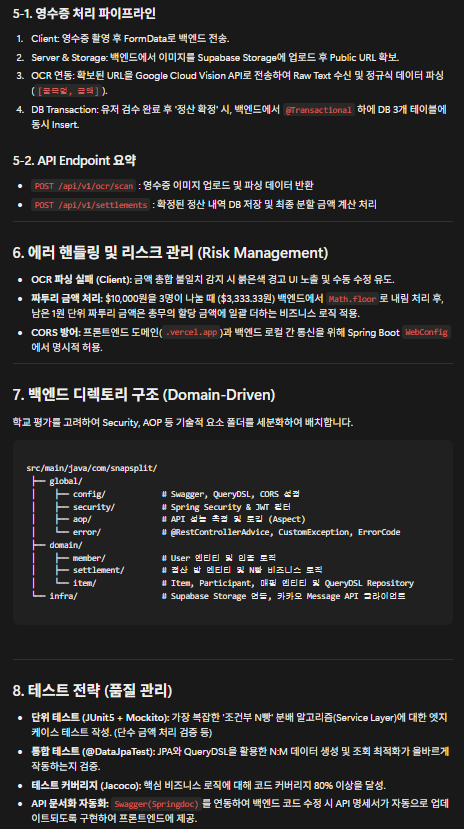 5-1. 영수증 처리 파이프라인
1. Client: 영수증 촬영 후 FormData로 백엔드 전송.
2. Server & Storage: 백엔드에서 이미지를 Supabase Storage에 업로드 후 Public URL 확보.
3. OCR 연동: 확보된 URL을 Google Cloud Vision API로 전송하여 Raw Text 수신 및 정규식 데이터 파싱
( [품목명, 금액] ).
4. DB Transaction: 유저 검수 완료 후 '정산 확정' 시, 백엔드에서 @Transactional 하에 DB 3개 테이블에
동시 Insert.
5-2. API Endpoint 요약
• POST /api/v1/ocr/scan : 영수증 이미지 업로드 및 파싱 데이터 반환
• POST /api/v1/settlements : 확정된 정산 내역 DB 저장 및 최종 분할 금액 계산 처리
6. 에러 핸들링 및 리스크 관리 (Risk Management)
• OCR 파싱 실패 (Client): 금액 총합 불일치 감지 시 붉은색 경고 UI 노출 및 수동 수정 유도.
• 짜투리 금액 처리: $10,000원을 3명이 나눌 때 ($3,333.33원) 백엔드에서 Math.floor 로 내림 처리 후,
남은 1원 단위 짜투리 금액은 총무의 할당 금액에 일괄 더하는 비즈니스 로직 적용.
• CORS 방어: 프론트엔드 도메인( .vercel.app )과 백엔드 로컬 간 통신을 위해 Spring Boot WebConfig
에서 명시적 허용.
7. 백엔드 디렉토리 구조 (Domain-Driven)
학교 평가를 고려하여 Security, AOP 등 기술적 요소 폴더를 세분화하여 배치합니다.
src/main/java/com/snapsplit/
├── global/
│ ├── config/ # Swagger, QueryDSL, CORS 설정
│ ├── security/ # Spring Security & JWT 필터
│ ├── aop/ # API 성능 측정 및 로깅 (Aspect)
│ └── error/ # @RestControllerAdvice, CustomException, ErrorCode
├── domain/
│ ├── member/ # User 엔티티 및 인증 로직
│ ├── settlement/ # 정산 방 엔티티 및 N빵 비즈니스 로직
│ └── item/ # Item, Participant, 매핑 엔티티 및 QueryDSL Repository
└── infra/ # Supabase Storage 연동, 카카오 Message API 클라이언트
8. 테스트 전략 (품질 관리)
• 단위 테스트 (JUnit5 + Mockito): 가장 복잡한 '조건부 N빵' 분배 알고리즘(Service Layer)에 대한 엣지
케이스 테스트 작성. (단수 금액 처리 검증 등)
• 통합 테스트 (@DataJpaTest): JPA와 QueryDSL을 활용한 N:M 데이터 생성 및 조회 최적화가 올바르게
작동하는지 검증.
• 테스트 커버리지 (Jacoco): 핵심 비즈니스 로직에 대해 코드 커버리지 80% 이상을 달성.
• API 문서화 자동화: Swagger(Springdoc) 를 연동하여 백엔드 코드 수정 시 API 명세서가 자동으로 업데
이트되도록 구현하여 프론트엔드에 제공.